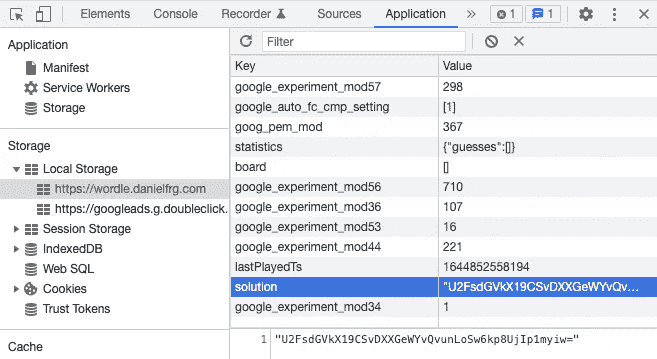 Elements Console Recorder Sources Application » 1 1
Application
Manifest
Service Workers
Storage
Storage
Local Storage
https://wordle.danielfrg.com
https://googleads.g.doubleclick.
Session Storage
IndexedDB
Web SQL
Cookies
Trust Tokens
Cache
Filter
Key Value
google_experiment_mod57 298
google_auto_fc_cmp_setting [1]
goog_pem_mod 367
statistics {"guesses":[]}
board []
google_experiment_mod56 710
google_experiment_mod36 107
google_experiment_mod53 16
google_experiment_mod44 221
lastPlayedTs 1644852558194
solution "U2FsdGVkX19CSvDXXGeWYvQv…
google_experiment_mod34 1
1 "U2FsdGVkX19CSvDXXGeWYvQvunLoSw6kp8UjIp1myiw="